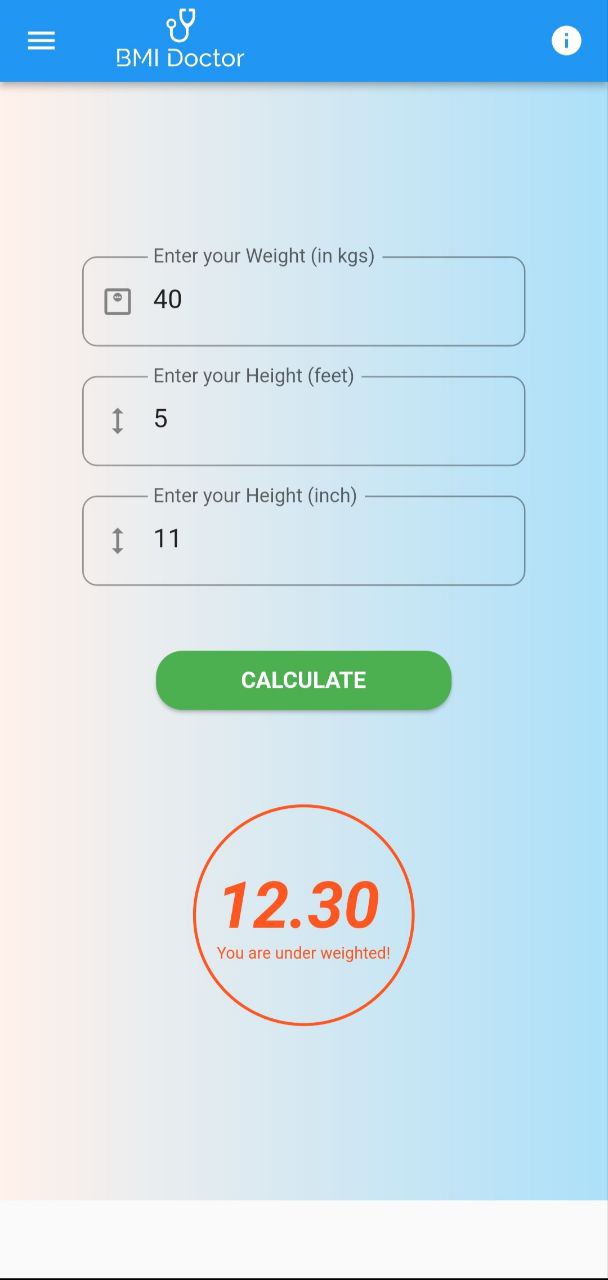 BMI Doctor
Enter your Weight (in kgs)
40
Enter your Height (feet)
5
Enter your Height (inch)
11
CALCULATE
12.30
You are under weighted!